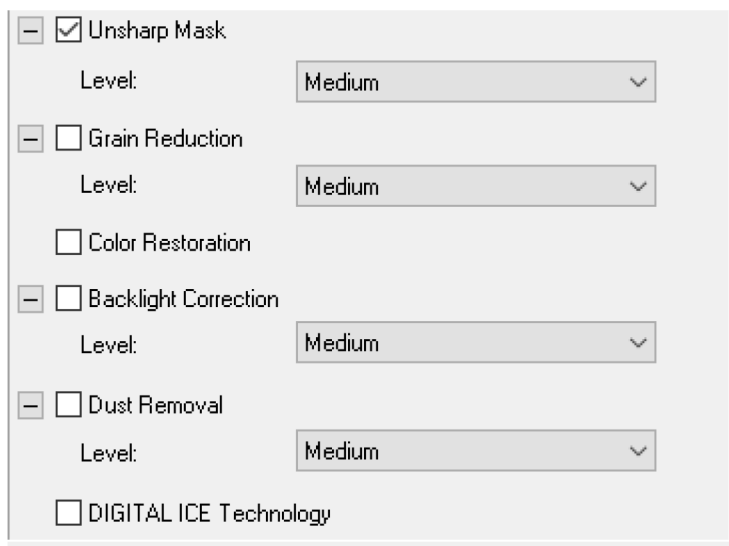 Unsharp Mask
Level: Medium
Grain Reduction
Level: Medium
Color Restoration
Backlight Correction
Level: Medium
Dust Removal
Level: Medium
DIGITAL ICE Technology